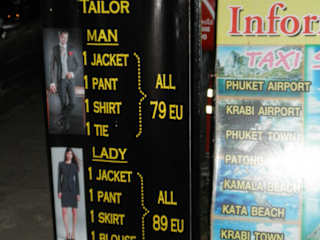 TAILOR
MAN
1 JACKET
1 PANT
1 SHIRT
1 TIE
ALL
79 EU
LADY
1 JACKET
1 PANT
1 SKIRT
1 BLOUSE
ALL
89 EU
Infor
TAXI
PHUKET AIRPORT
KRABI AIRPORT
PHUKET TOWN
PATONG
KAMALA BEACH
KATA BEACH
KRABI TOWN